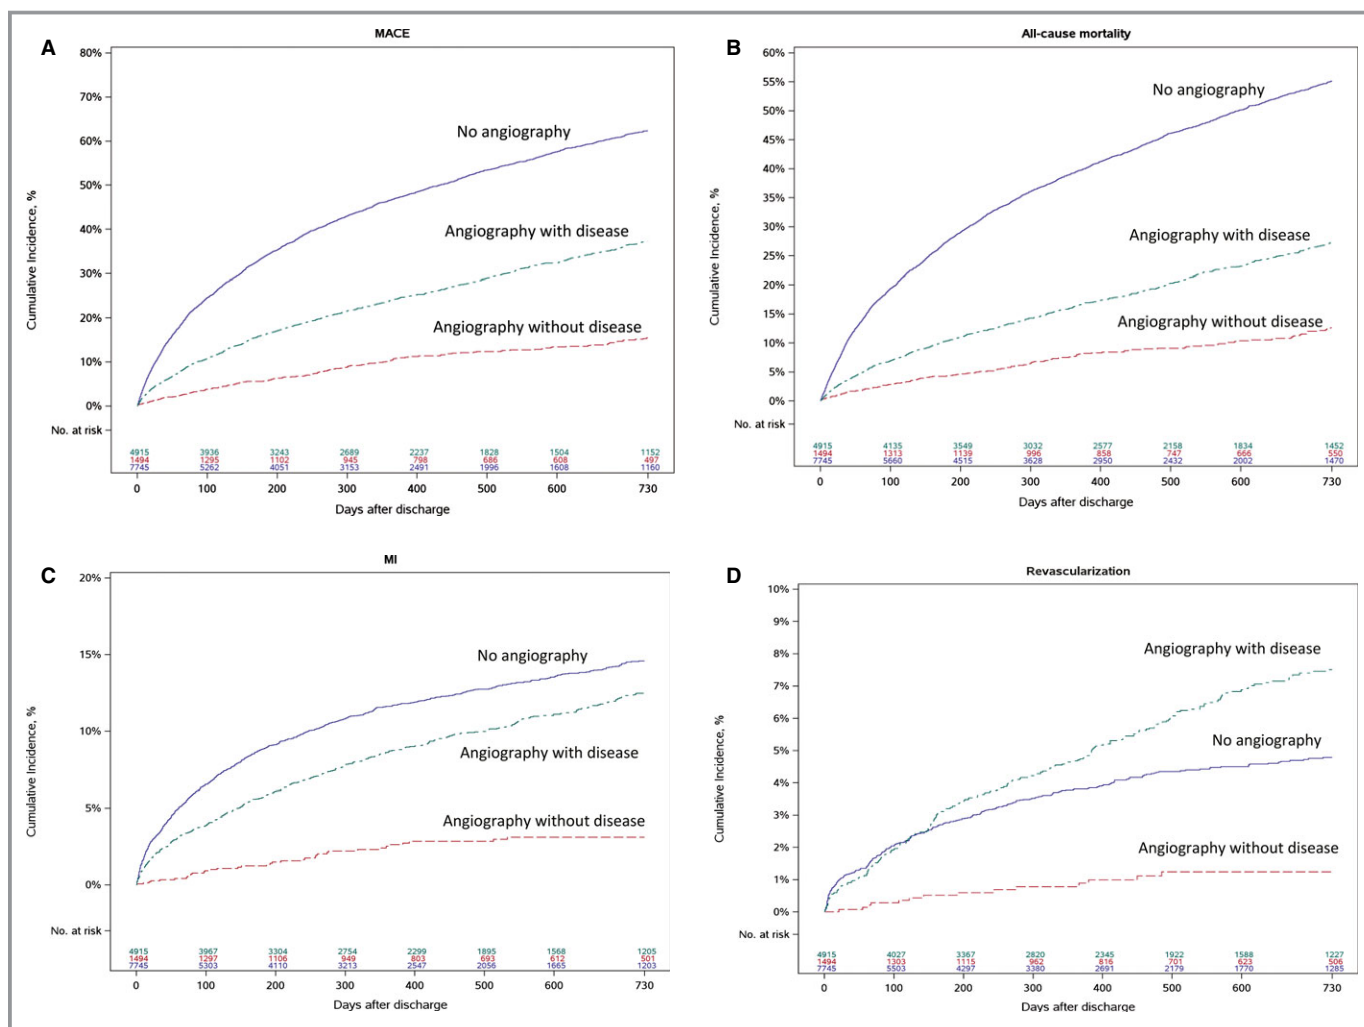 A
MACE
80%
70%
60%
50%
40%
30%
20%
10%
0%
Cumulative Incidence, %
No angiography
Angiography with disease
Angiography without disease
No. at risk
4915 3936 3243 2689 2237 1828 1504 1152
1494 1295 1102 945 798 686 608 497
7745 5262 4051 3153 2491 1996 1608 1160
0 100 200 300 400 500 600 730
Days after discharge
B
All-cause mortality
60%
55%
50%
45%
40%
35%
30%
25%
20%
15%
10%
5%
0%
Cumulative Incidence, %
No angiography
Angiography with disease
Angiography without disease
No. at risk
4915 4135 3549 3032 2577 2158 1834 1452
1494 1313 1139 996 858 747 666 550
7745 5660 4515 3628 2950 2432 2002 1470
0 100 200 300 400 500 600 730
Days after discharge
C
MI
20%
15%
10%
5%
0%
Cumulative Incidence, %
No angiography
Angiography with disease
Angiography without disease
No. at risk
4915 3967 3304 2754 2299 1895 1568 1205
1494 1297 1106 949 803 693 612 501
7745 5303 4110 3213 2547 2056 1665 1203
0 100 200 300 400 500 600 730
Days after discharge
D
Revascularization
10%
9%
8%
7%
6%
5%
4%
3%
2%
1%
0%
Cumulative Incidence, %
Angiography with disease
No angiography
Angiography without disease
No. at risk
4915 4027 3367 2820 2345 1922 1588 1227
1494 1303 1115 962 816 701 623 506
7745 5503 4297 3380 2691 2179 1770 1285
0 100 200 300 400 500 600 730
Days after discharge